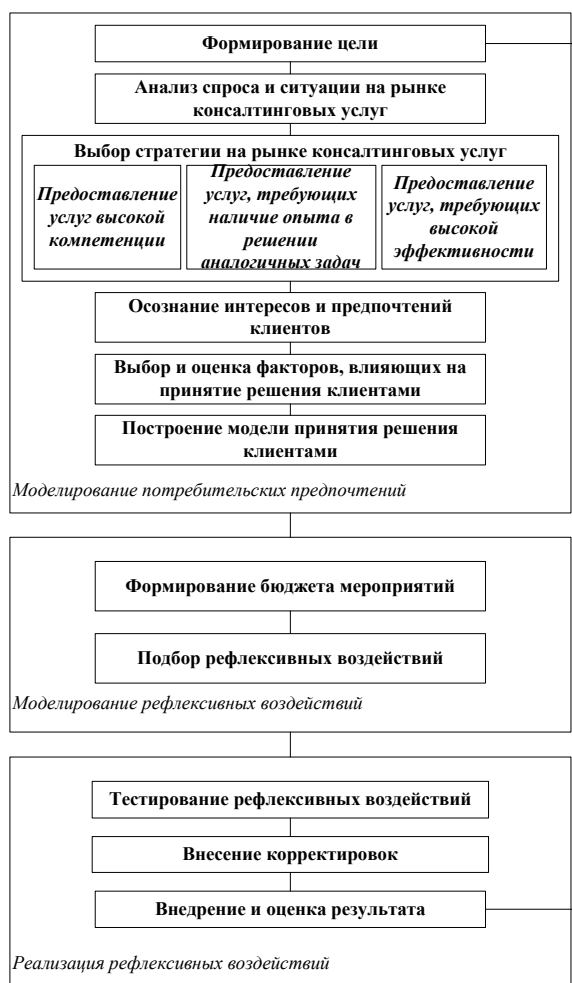 Формирование цели
Анализ спроса и ситуации на рынке
консалтинговых услуг
Выбор стратегии на рынке консалтинговых услуг
Предоставление
услуг высокой
компетенции
Предоставление
услуг, требующих
наличие опыта в
решении
аналогичных задач
Предоставление
услуг, требующих
высокой
эффективности
Осознание интересов и предпочтений
клиентов
Выбор и оценка факторов, влияющих на
принятие решения клиентами
Построение модели принятия решения
клиентами
Моделирование потребительских предпочтений
Формирование бюджета мероприятий
Подбор рефлексивных воздействий
Моделирование рефлексивных воздействий
Тестирование рефлексивных воздействий
Внесение корректировок
Внедрение и оценка результата
Реализация рефлексивных воздействий